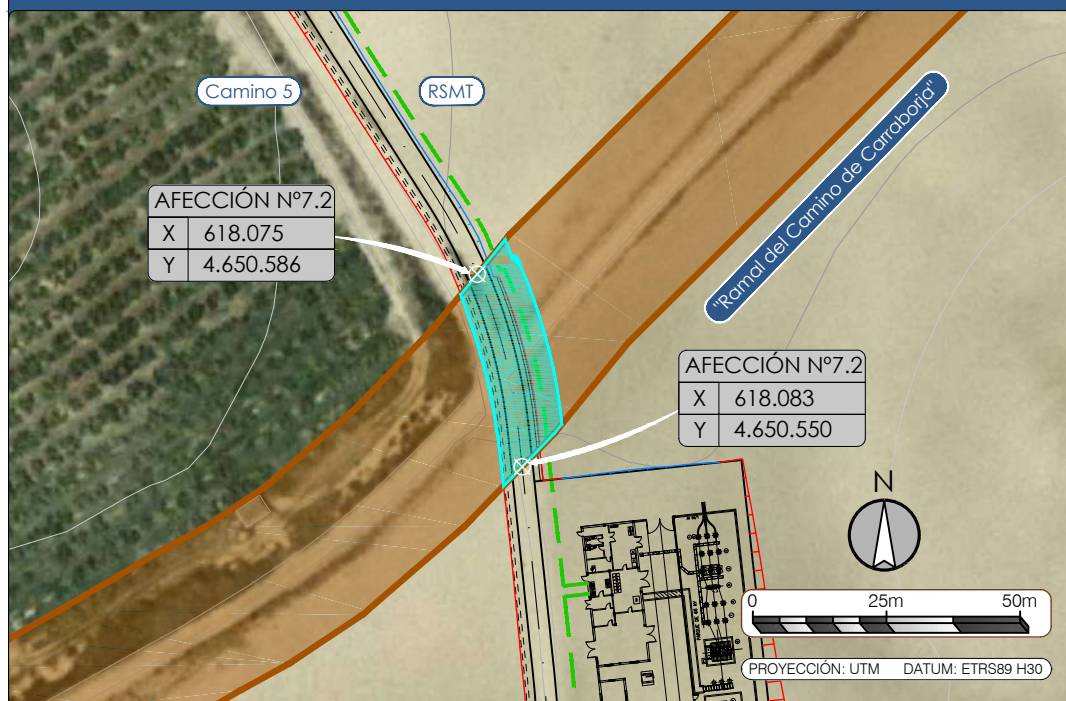 Camino 5
RSMT
"Ramal del Camino de Carraborja"
AFECCIÓN Nº7.2
X 618.075
Y 4.650.586
AFECCIÓN Nº7.2
X 618.083
Y 4.650.550
N
0 25m 50m
PROYECCIÓN: UTM DATUM: ETRS89 H30